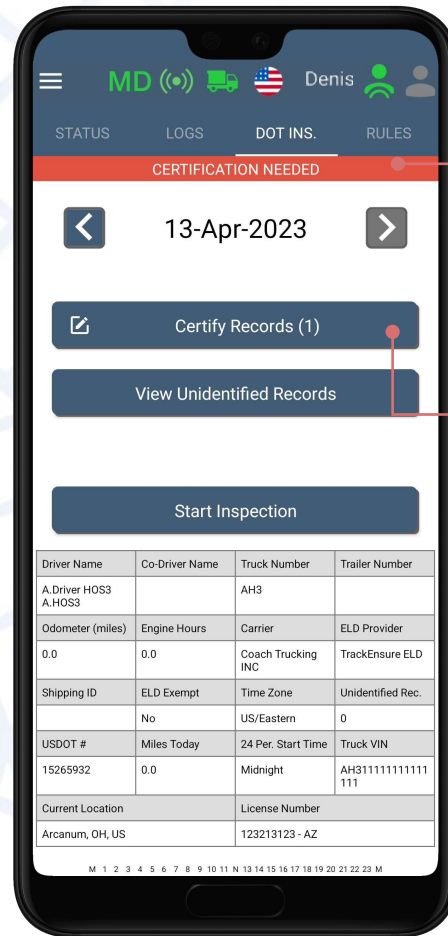 MD Denis
STATUS LOGS DOT INS. RULES
CERTIFICATION NEEDED
13-Apr-2023
Certify Records (1)
View Unidentified Records
Start Inspection
Driver Name Co-Driver Name Truck Number Trailer Number
A.Driver HOS3 AH3
A.HOS3
Odometer (miles) Engine Hours Carrier ELD Provider
0.0 0.0 Coach Trucking TrackEnsure ELD
INC
Shipping ID ELD Exempt Time Zone Unidentified Rec.
No US/Eastern 0
USDOT # Miles Today 24 Per. Start Time Truck VIN
15265932 0.0 Midnight AH311111111111
111
Current Location License Number
Arcanum, OH, US 123213123 - AZ
M 1 2 3 4 5 6 7 8 9 10 11 N 13 14 15 16 17 18 19 20 21 22 23 M